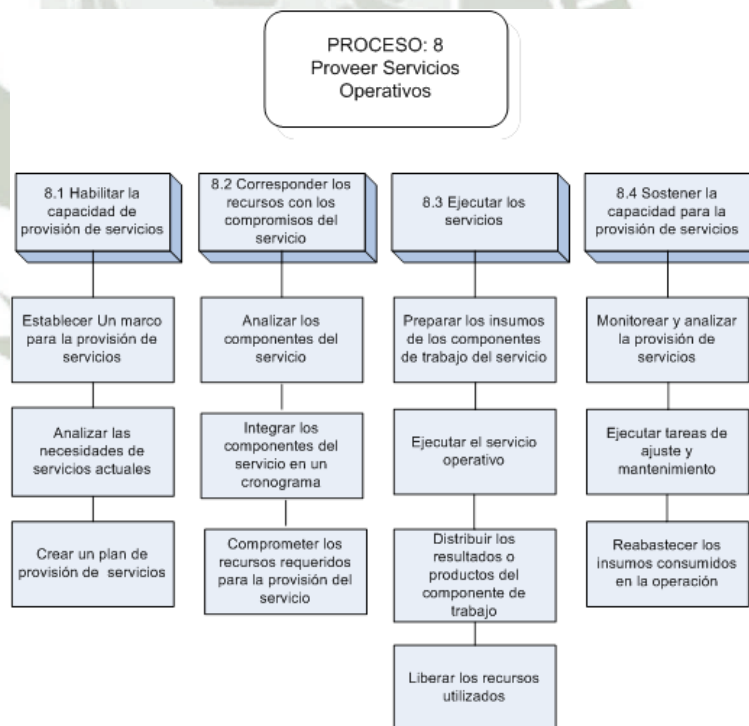 PROCESO: 8
Proveer Servicios
Operativos
8.1 Habilitar la
capacidad de
provisión de servicios
Establecer Un marco
para la provisión de
servicios
Analizar las
necesidades de
servicios actuales
Crear un plan de
provisión de servicios
8.2 Corresponder los
recursos con los
compromisos del
servicio
Analizar los
componentes del
servicio
Integrar los
componentes del
servicio en un
cronograma
Comprometer los
recursos requeridos
para la provisión del
servicio
8.3 Ejecutar los
servicios
Preparar los insumos
de los componentes
de trabajo del servicio
Ejecutar el servicio
operativo
Distribuir los
resultados o
productos del
componente de
trabajo
Liberar los recursos
utilizados
8.4 Sostener la
capacidad para la
provisión de servicios
Monitorear y analizar
la provisión de
servicios
Ejecutar tareas de
ajuste y
mantenimiento
Reabastecer los
insumos consumidos
en la operación